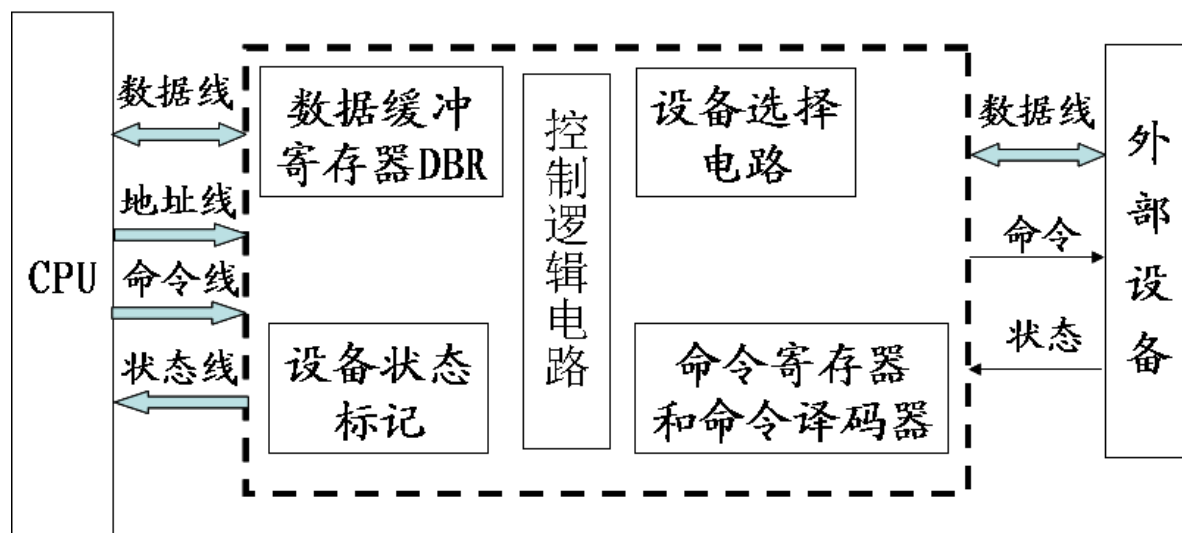 CPU
数据线
地址线
命令线
状态线
数据缓冲
寄存器DBR
控制逻辑电路
设备选择
电路
设备状态
标记
命令寄存器
和命令译码器
数据线
命令
状态
外部设备